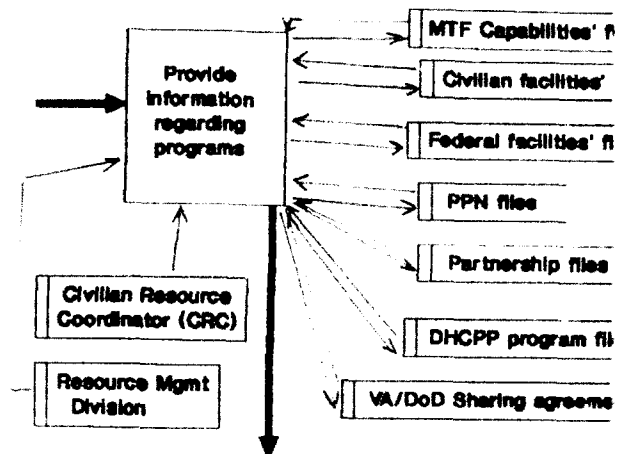 MTF Capabilities'
Provide
information
regarding
programs
Civilian facilities'
Federal facilities'
PPN files
Partnership files
Civilian Resource
Coordinator (CRC)
DHCPP program
Resource Mgmt
Division
VA/DoD Sharing